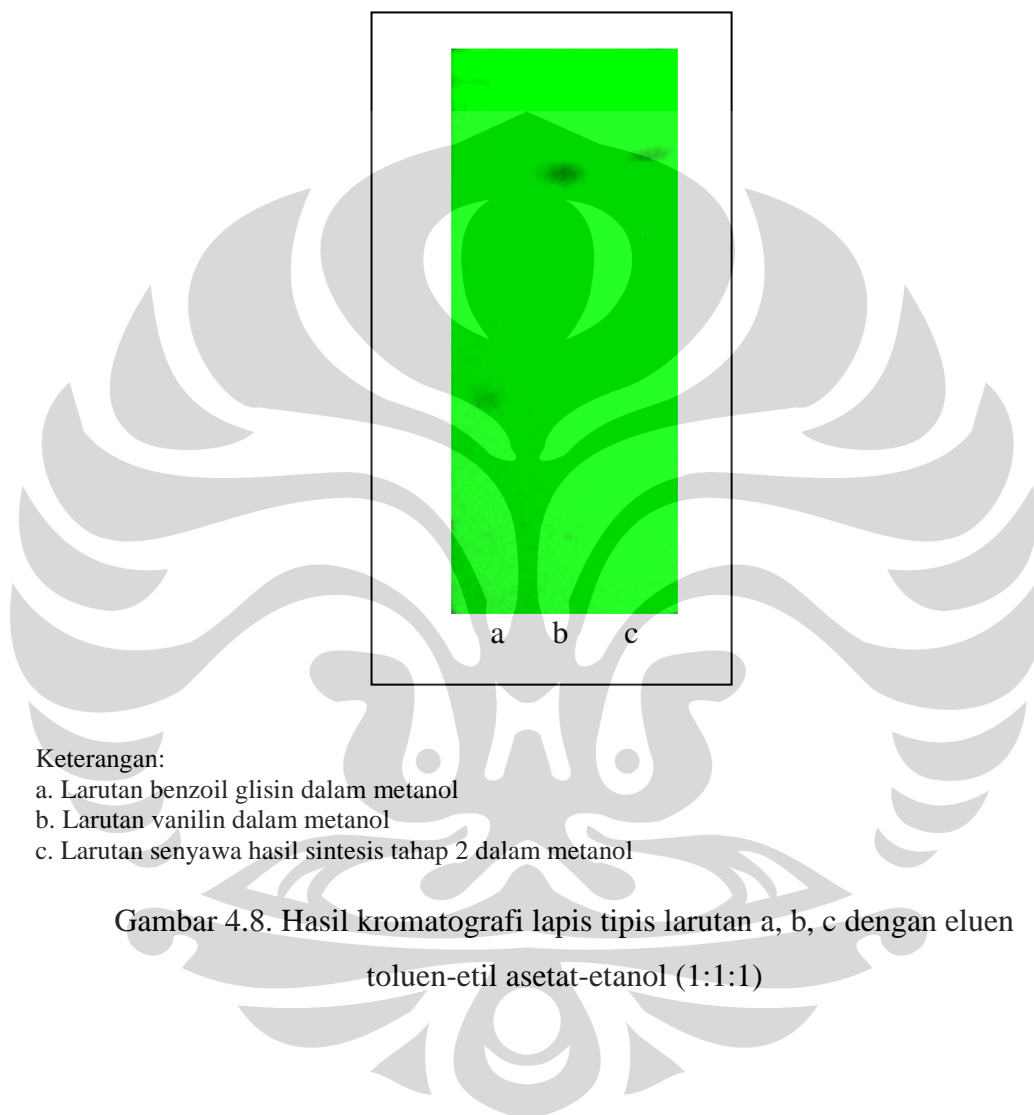 a b c
Keterangan:
a. Larutan benzoil glisin dalam metanol
b. Larutan vanilin dalam metanol
c. Larutan senyawa hasil sintesis tahap 2 dalam metanol
Gambar 4.8. Hasil kromatografi lapis tipis larutan a, b, c dengan eluen
toluen-etil asetat-etanol (1:1:1)